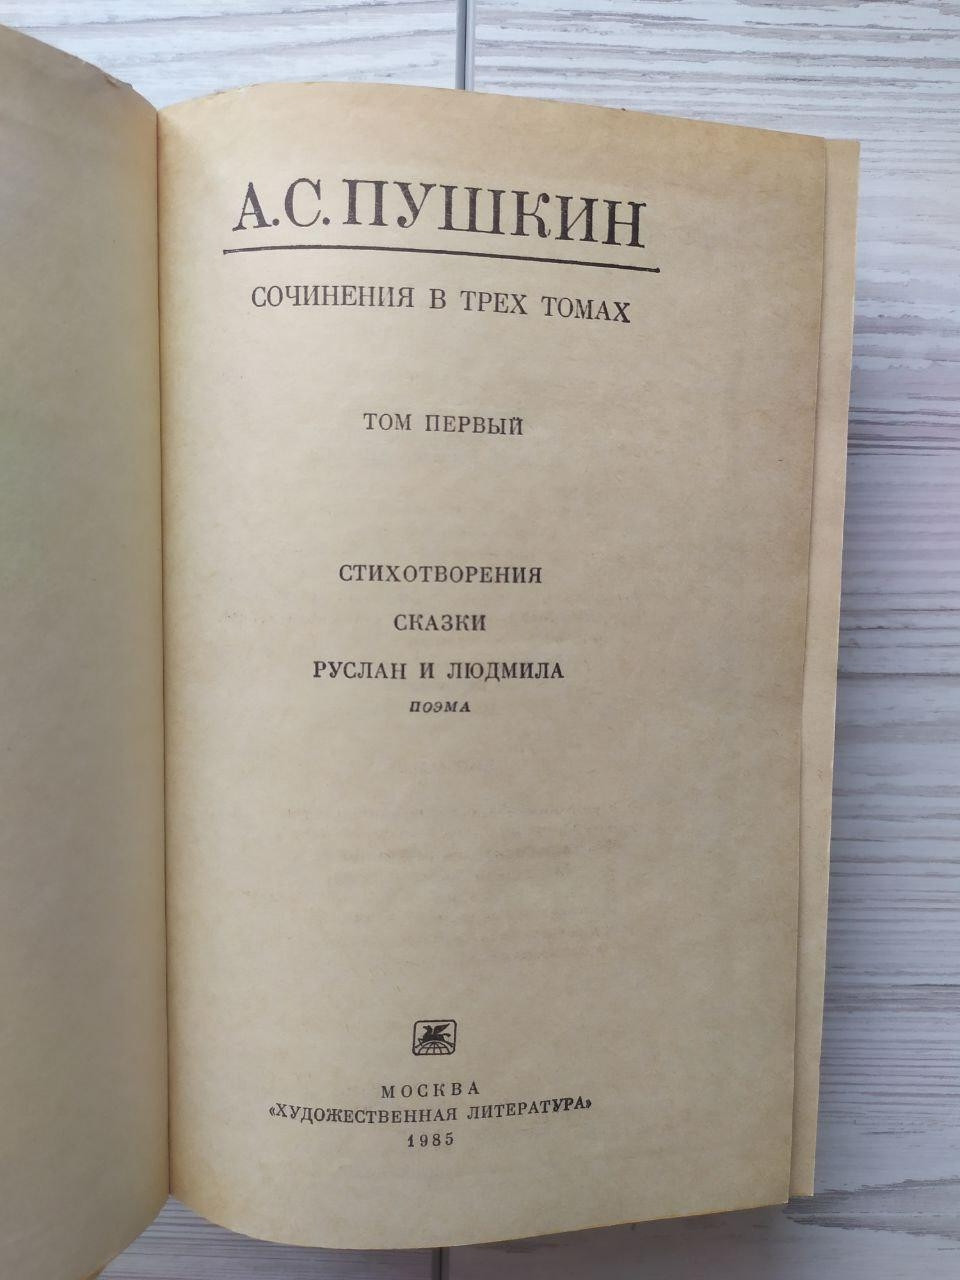 А.С. ПУШКИН
СОЧИНЕНИЯ В ТРЕХ ТОМАХ
ТОМ ПЕРВЫЙ
СТИХОТВОРЕНИЯ
СКАЗКИ
РУСЛАН И ЛЮДМИЛА
ПОЭМА
МОСКВА
«ХУДОЖЕСТВЕННАЯ ЛИТЕРАТУРА»
1985